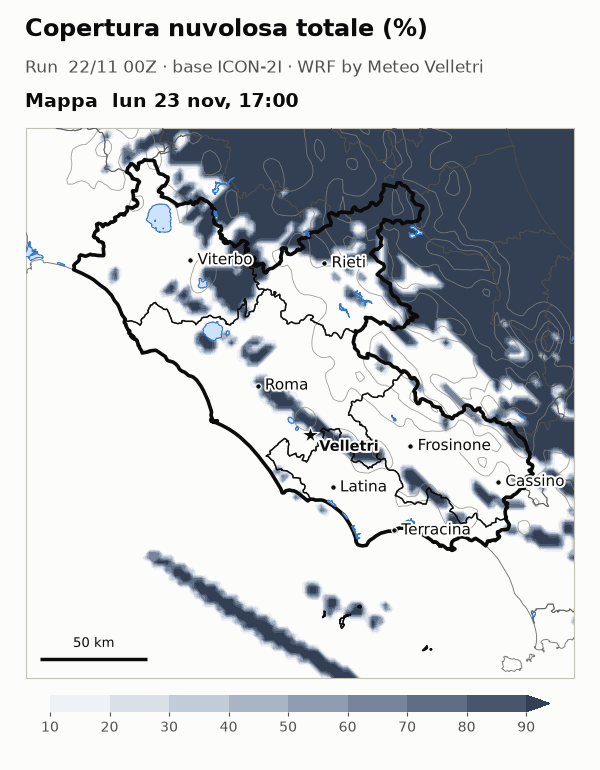 Copertura nuvolosa totale (%)
Run  22/11 00Z · base ICON-2I · WRF by Meteo Velletri
Mappa  lun 23 nov, 17:00
Viterbo
Rieti
Roma
Velletri
Frosinone
Cassino
Latina
Terracina
50 km
10 20 30 40 50 60 70 80 90